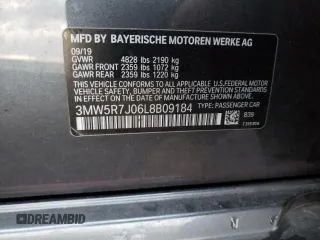 MFD BY BAYERISCHE MOTOREN WERKE AG
09/19
GVWR 4828 lbs 2190 kg
GAWR FRONT 2359 lbs 1072 kg
GAWR REAR 2359 lbs 1220 kg
THIS VEHICLE CONFORMS TO ALL APPLICABLE U.S. FEDERAL MOTOR
VEHICLE SAFETY, BUMPER, AND THEFT PREVENTION STANDARDS
IN EFFECT ON THE DATE OF MANUFACTURE SHOWN ABOVE.
3MW5R7J06L8B09184 TYPE: PASSENGER CAR
B39
DREAMBID